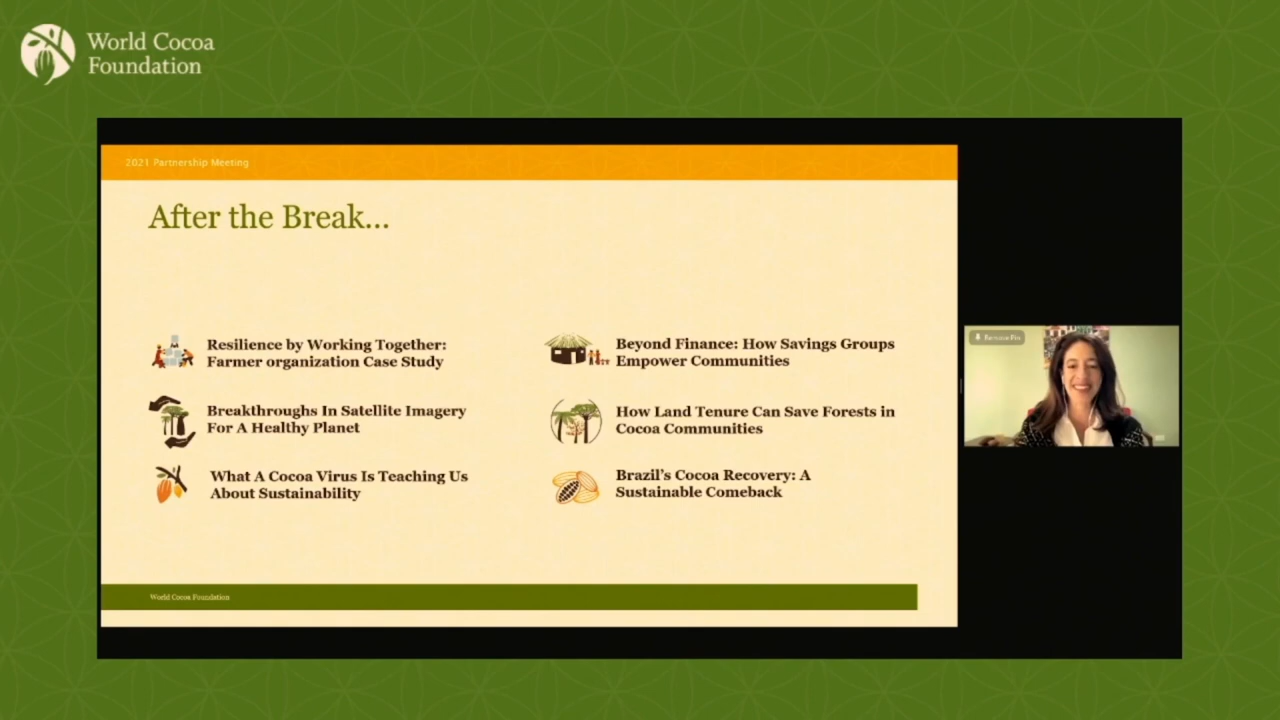 World Cocoa
Foundation
2021 Partnership Meeting
After the Break...
Resilience by Working Together:
Farmer organization Case Study
Breakthroughs In Satellite Imagery
For A Healthy Planet
What A Cocoa Virus Is Teaching Us
About Sustainability
Beyond Finance: How Savings Groups
Empower Communities
How Land Tenure Can Save Forests in
Cocoa Communities
Brazil's Cocoa Recovery: A
Sustainable Comeback
World Cocoa Foundation
Remove Pin